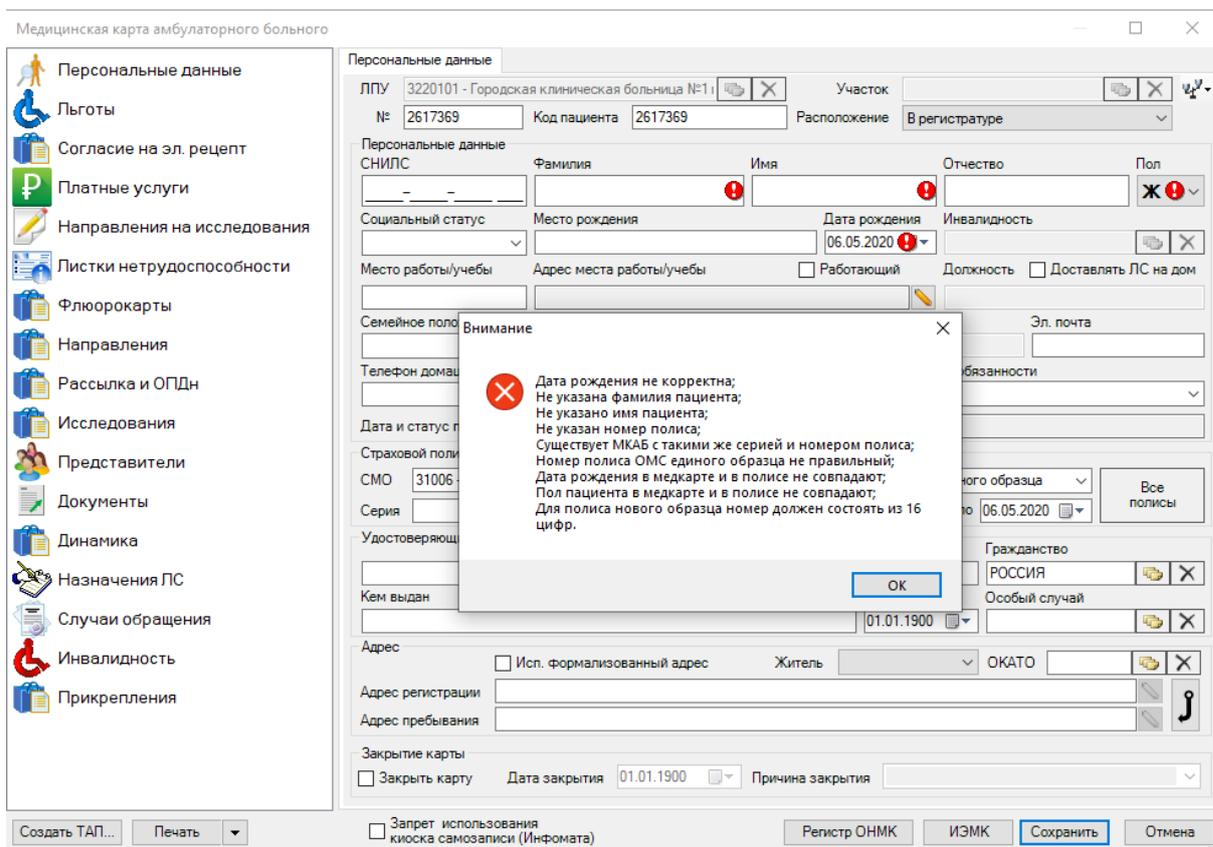 Медицинская карта амбулаторного больного
Персональные данные
Льготы
Согласие на эл. рецепт
Платные услуги
Направления на исследования
Листки нетрудоспособности
Флюорокарты
Направления
Рассылка и ОПДн
Исследования
Представители
Документы
Динамика
Назначения ЛС
Случаи обращения
Инвалидность
Прикрепления
Персональные данные
ЛПУ 3220101 - Городская клиническая больница №1 Участок
№ 2617369 Код пациента 2617369 Расположение В регистратуре
Персональные данные
СНИЛС Фамилия Имя Отчество Пол
Ж
Социальный статус Место рождения Дата рождения Инвалидность
06.05.2020
Место работы/учебы Адрес места работы/учебы Работающий Должность Доставлять ЛС на дом
Семейное поло Эл. почта
Телефон домаш бязанности
Дата и статус п
Страховой поли
СМО 31006 - ного образца Все полисы
Серия по 06.05.2020
Удостоверяющ Гражданство
РОССИЯ
Кем выдан Особый случай
01.01.1900
Внимание
Дата рождения не корректна;
Не указана фамилия пациента;
Не указано имя пациента;
Не указан номер полиса;
Существует МКАБ с такими же серией и номером полиса;
Номер полиса ОМС единого образца не правильный;
Дата рождения в медкарте и в полисе не совпадают;
Пол пациента в медкарте и в полисе не совпадают;
Для полиса нового образца номер должен состоять из 16
цифр.
ОК
Адрес
Исп. формализованный адрес Житель ОКАТО
Адрес регистрации
Адрес пребывания
Закрытие карты
Закрыть карту Дата закрытия 01.01.1900 Причина закрытия
Создать ТАП... Печать
Запрет использования
киоска самозаписи (Инфомата)
Регистр ОНМК ИЭМК Сохранить Отмена